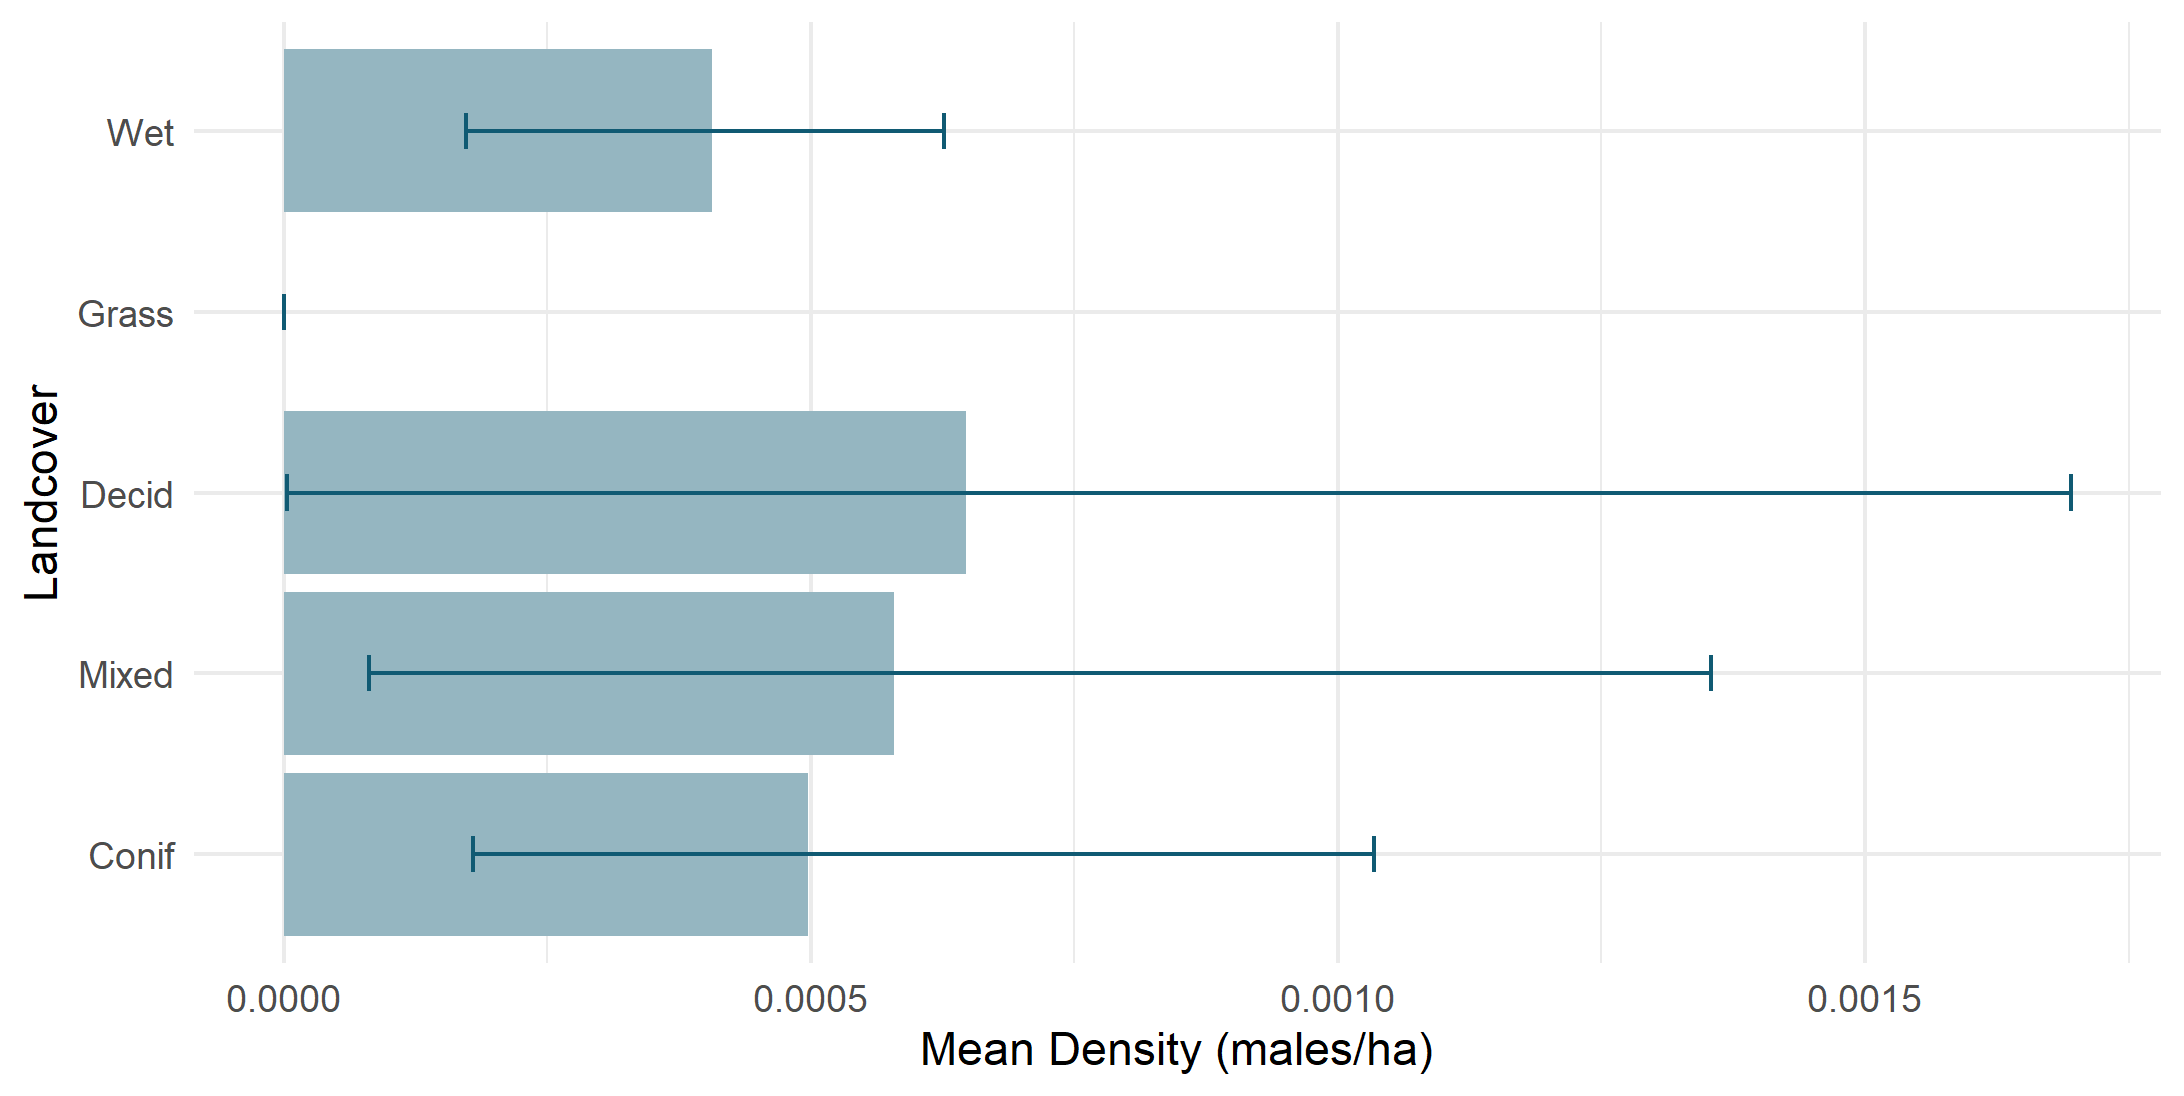 Landcover
Wet
Grass
Decid
Mixed
Conif
0.0000 0.0005 0.0010 0.0015
Mean Density (males/ha)